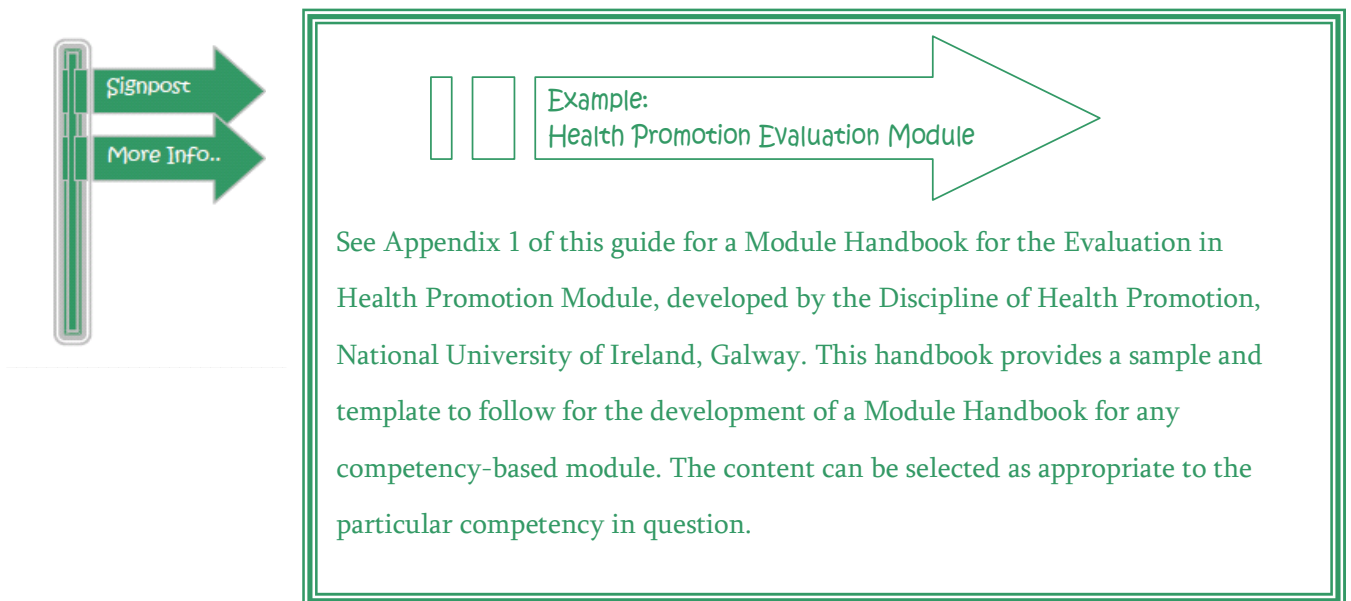 Signpost
More Info..
Example:
Health Promotion Evaluation Module
See Appendix 1 of this guide for a Module Handbook for the Evaluation in
Health Promotion Module, developed by the Discipline of Health Promotion,
National University of Ireland, Galway. This handbook provides a sample and
template to follow for the development of a Module Handbook for any
competency-based module. The content can be selected as appropriate to the
particular competency in question.